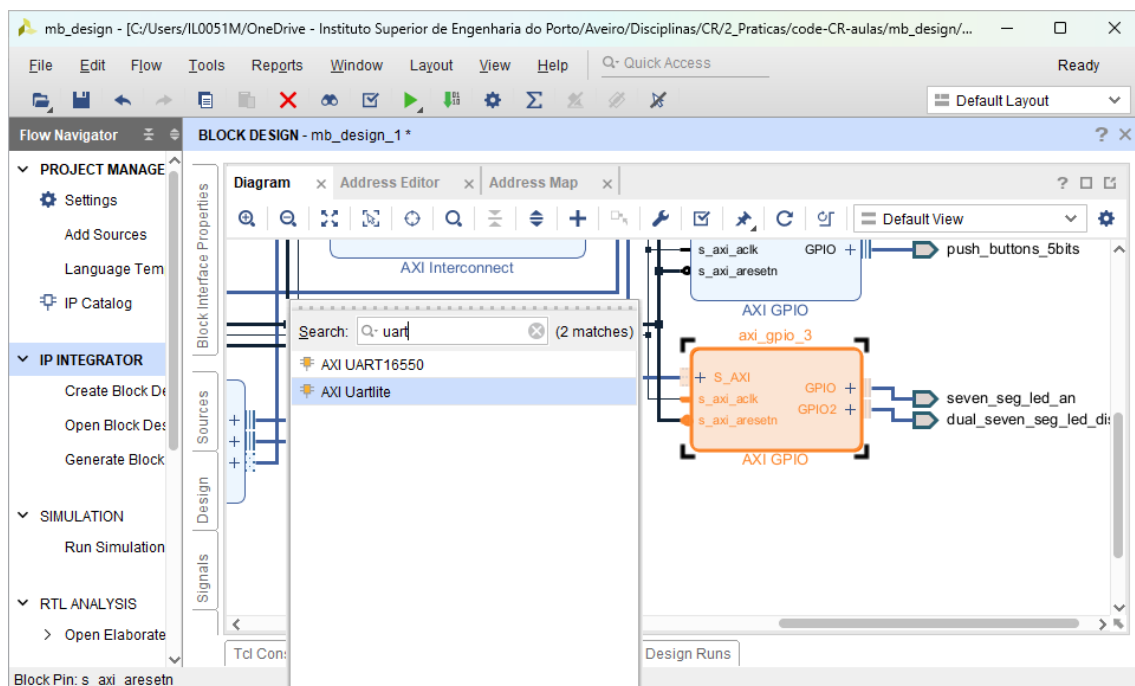 mb_design - [C:/Users/IL0051M/OneDrive - Instituto Superior de Engenharia do Porto/Aveiro/Disciplinas/CR/2_Praticas/code-CR-aulas/mb_design/...
File Edit Flow Tools Reports Window Layout View Help Quick Access Ready
Default Layout
Flow Navigator
BLOCK DESIGN - mb_design_1 *
PROJECT MANAGE
Settings
Add Sources
Language Tem
IP Catalog
IP INTEGRATOR
Create Block De
Open Block Des
Generate Block
SIMULATION
Run Simulation
RTL ANALYSIS
Open Elaborate
Block Interface Properties
Sources
Design
Signals
Diagram Address Editor Address Map
Default View
AXI Interconnect
s_axi_aclk GPIO
s_axi_aresetn
AXI GPIO
push_buttons_5bits
axi_gpio_3
S_AXI
s_axi_aclk
s_axi_aresetn
GPIO
GPIO2
AXI GPIO
seven_seg_led_an
dual_seven_seg_led_dis
Search: uart (2 matches)
AXI UART16550
AXI Uartlite
Tcl Cons
Design Runs
Block Pin: s_axi_aresetn